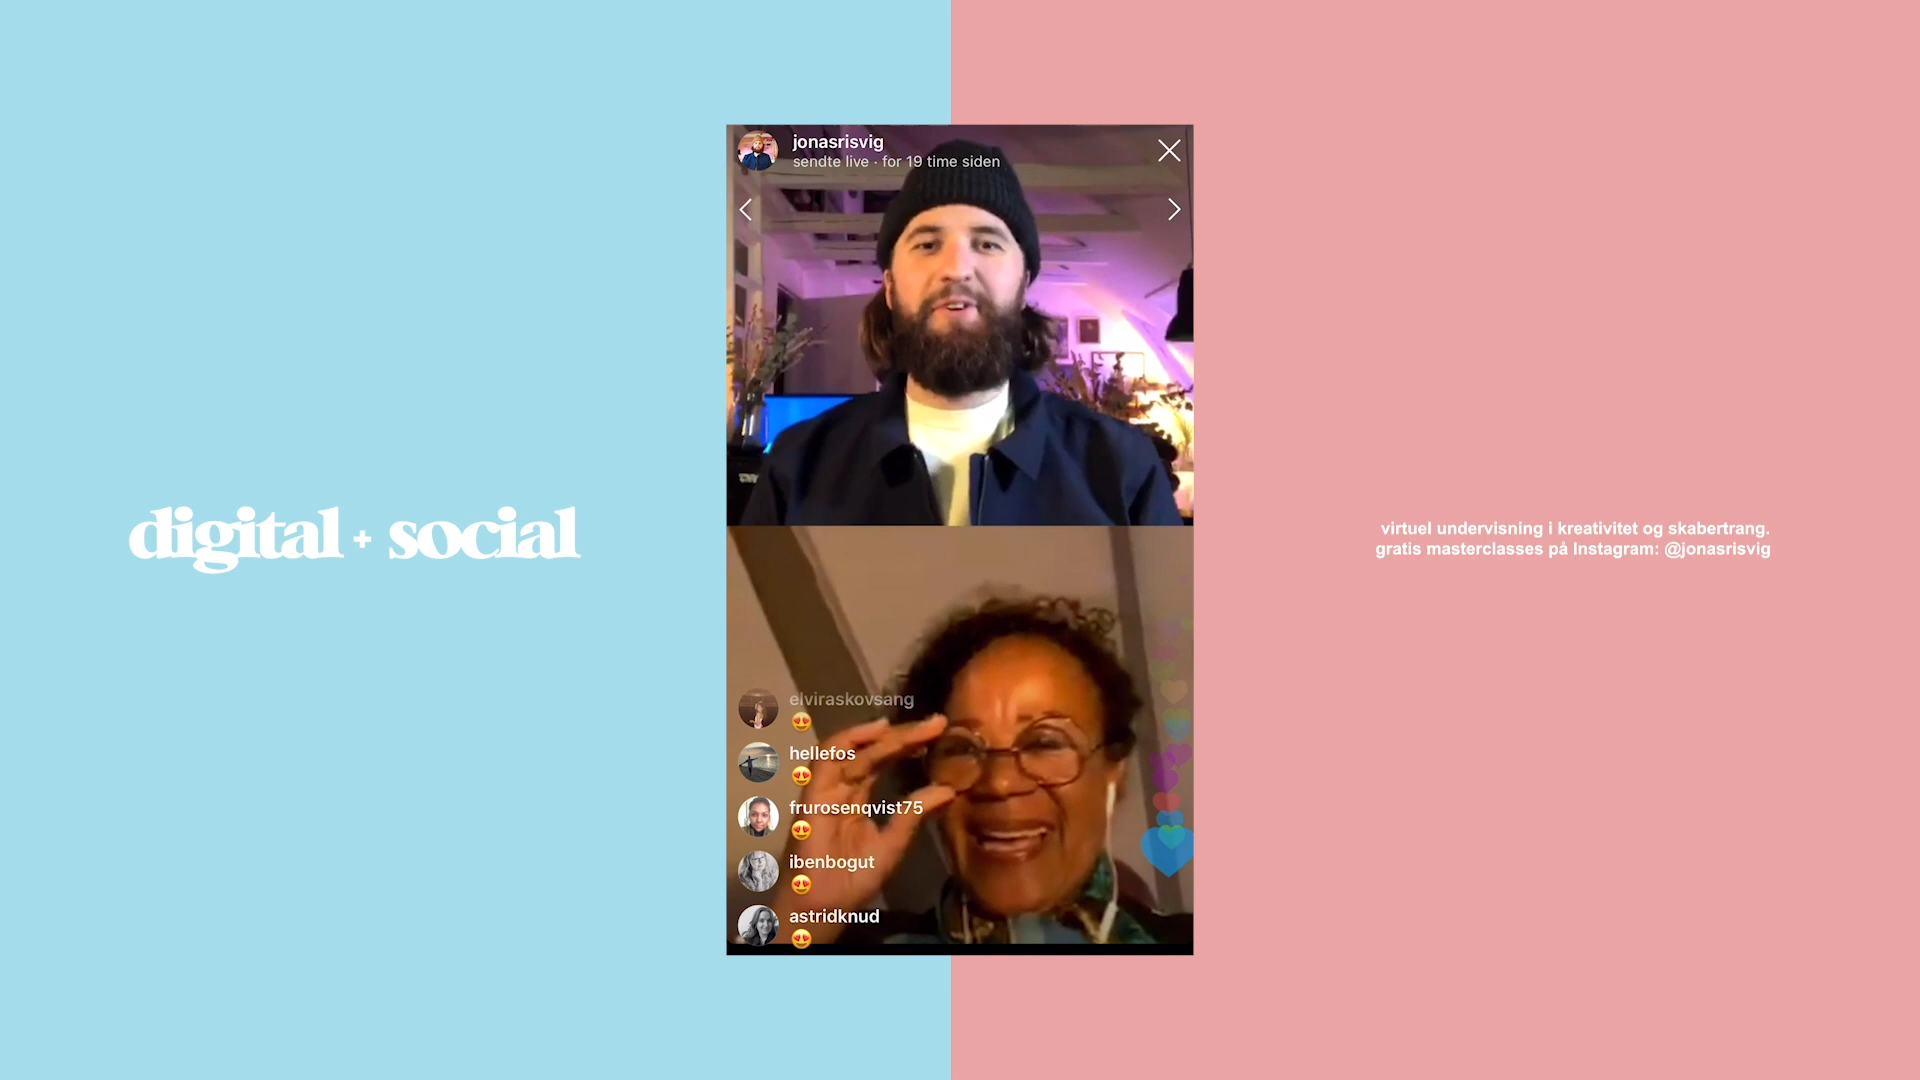 jonasrisvig
sendte live · for 19 time siden
digital + social
virtuel undervisning i kreativitet og skabertrang.
gratis masterclasses på Instagram: @jonasrisvig
elviraskovsang
😍
hellefos
😍
frurosenqvist75
😍
ibenbogut
😍
astridknud
😍